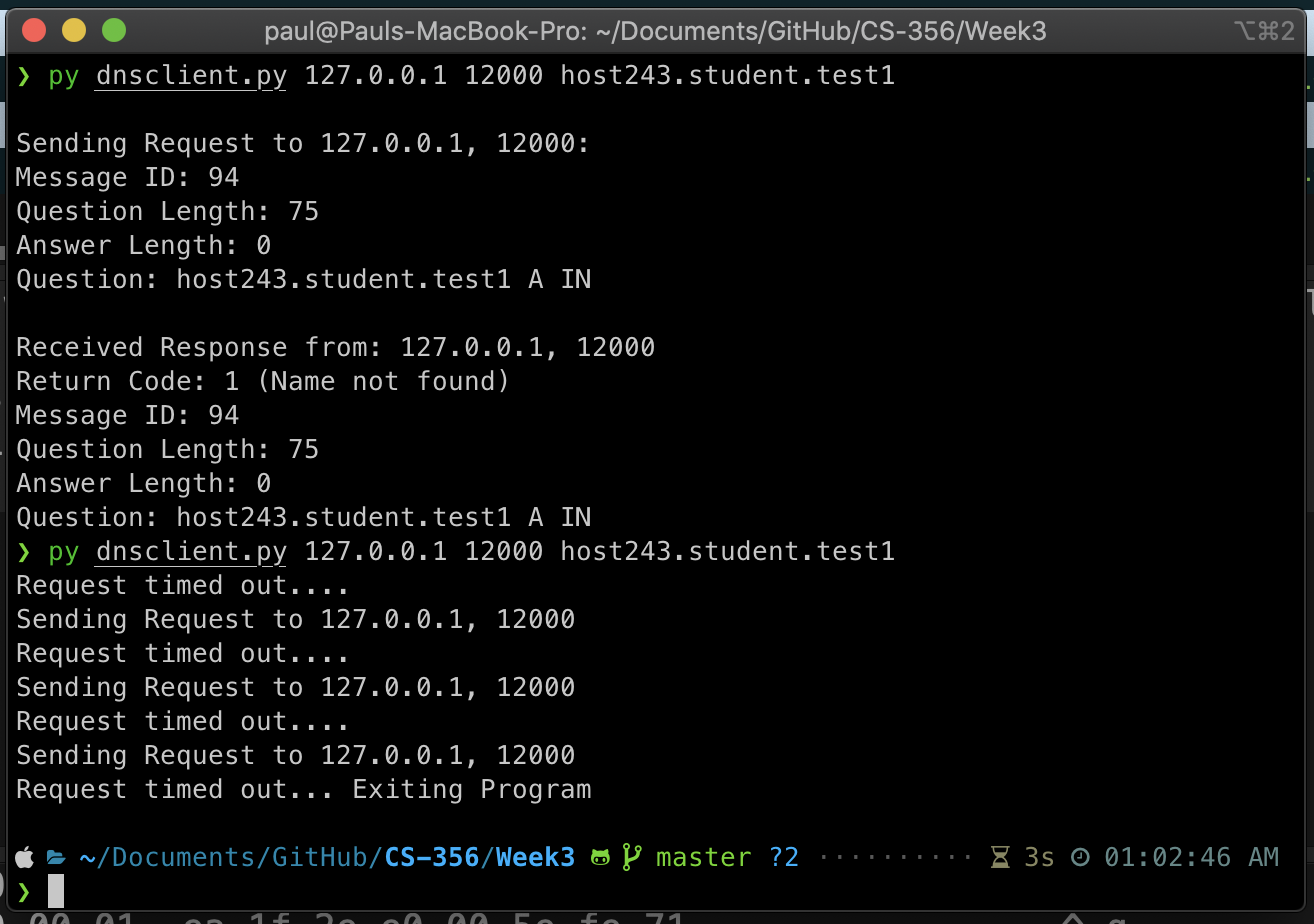 paul@Pauls-MacBook-Pro: ~/Documents/GitHub/CS-356/Week3 ⌥⌘2
❯ py dnsclient.py 127.0.0.1 12000 host243.student.test1
Sending Request to 127.0.0.1, 12000:
Message ID: 94
Question Length: 75
Answer Length: 0
Question: host243.student.test1 A IN
Received Response from: 127.0.0.1, 12000
Return Code: 1 (Name not found)
Message ID: 94
Question Length: 75
Answer Length: 0
Question: host243.student.test1 A IN
❯ py dnsclient.py 127.0.0.1 12000 host243.student.test1
Request timed out....
Sending Request to 127.0.0.1, 12000
Request timed out....
Sending Request to 127.0.0.1, 12000
Request timed out....
Sending Request to 127.0.0.1, 12000
Request timed out... Exiting Program
~/Documents/GitHub/CS-356/Week3 master ?2 ·········· 3s 01:02:46 AM
❯